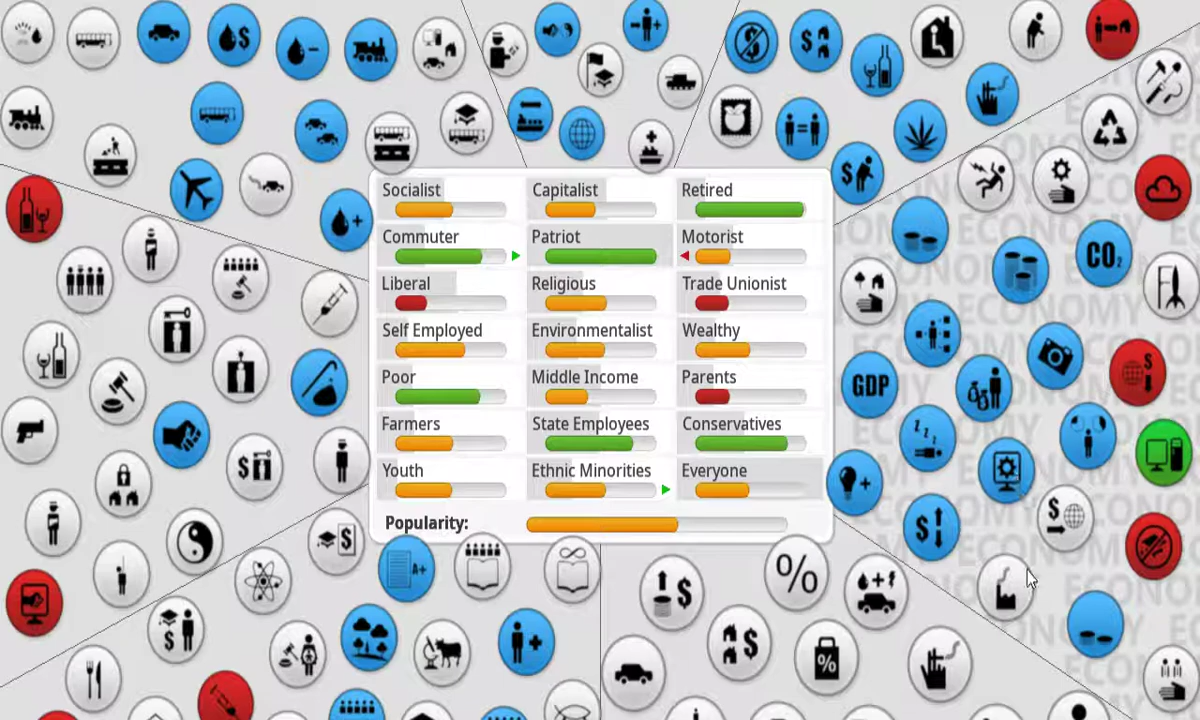 Socialist Capitalist Retired
Commuter Patriot Motorist
Liberal Religious Trade Unionist
Self Employed Environmentalist Wealthy
Poor Middle Income Parents
Farmers State Employees Conservatives
Youth Ethnic Minorities Everyone
Popularity:
$
-
$
+
$
ECONOMY
CO₂
GDP
$
$
$
$
A+
%
$
$
%